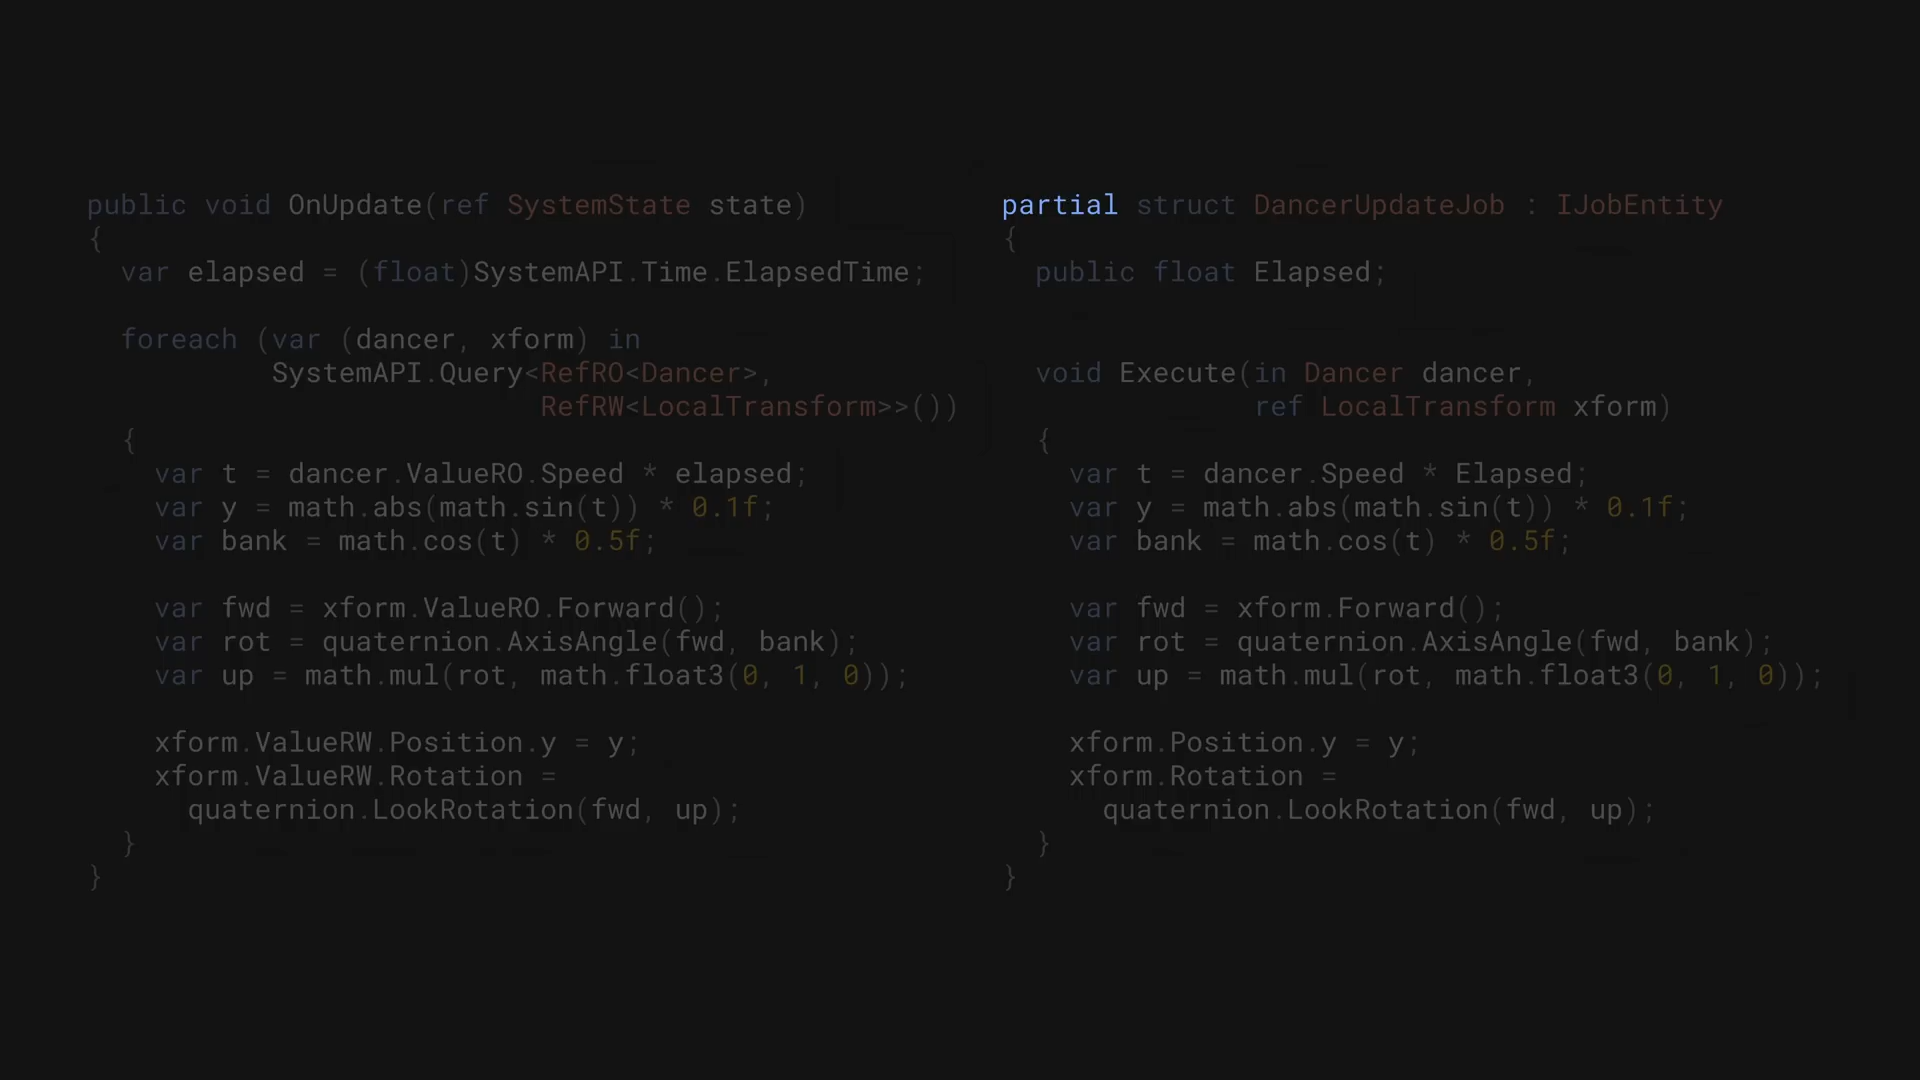 public void OnUpdate(ref SystemState state)
{
  var elapsed = (float)SystemAPI.Time.ElapsedTime;
  foreach (var (dancer, xform) in
           SystemAPI.Query<RefRO<Dancer>,
                           RefRW<LocalTransform>>())
  {
    var t = dancer.ValueRO.Speed * elapsed;
    var y = math.abs(math.sin(t)) * 0.1f;
    var bank = math.cos(t) * 0.5f;
    var fwd = xform.ValueRO.Forward();
    var rot = quaternion.AxisAngle(fwd, bank);
    var up = math.mul(rot, math.float3(0, 1, 0));
    xform.ValueRW.Position.y = y;
    xform.ValueRW.Rotation =
      quaternion.LookRotation(fwd, up);
  }
}
partial struct DancerUpdateJob : IJobEntity
{
  public float Elapsed;
  void Execute(in Dancer dancer,
               ref LocalTransform xform)
  {
    var t = dancer.Speed * Elapsed;
    var y = math.abs(math.sin(t)) * 0.1f;
    var bank = math.cos(t) * 0.5f;
    var fwd = xform.Forward();
    var rot = quaternion.AxisAngle(fwd, bank);
    var up = math.mul(rot, math.float3(0, 1, 0));
    xform.Position.y = y;
    xform.Rotation =
      quaternion.LookRotation(fwd, up);
  }
}